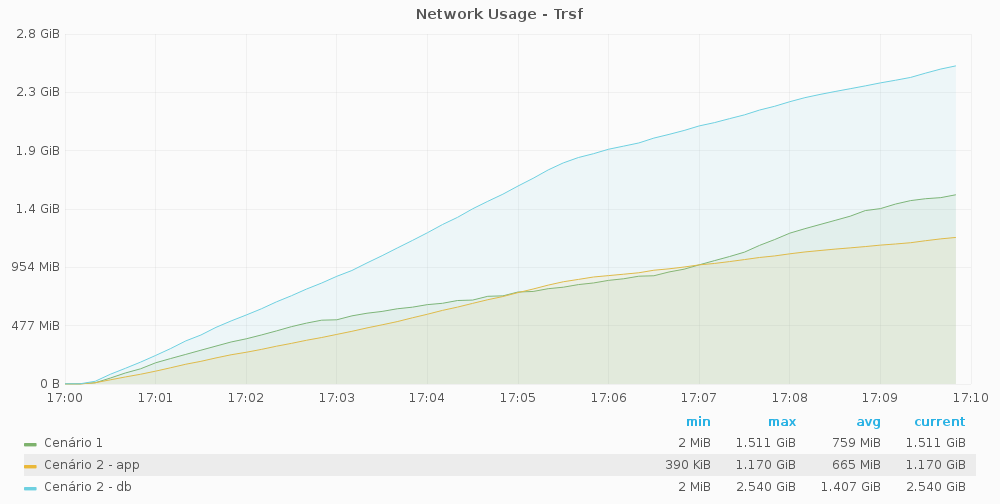 Network Usage - Trsf
2.8 GiB
2.3 GiB
1.9 GiB
1.4 GiB
954 MiB
477 MiB
0 B
17:00 17:01 17:02 17:03 17:04 17:05 17:06 17:07 17:08 17:09 17:10
min max avg current
Cenário 1 2 MiB 1.511 GiB 759 MiB 1.511 GiB
Cenário 2 - app 390 KiB 1.170 GiB 665 MiB 1.170 GiB
Cenário 2 - db 2 MiB 2.540 GiB 1.407 GiB 2.540 GiB